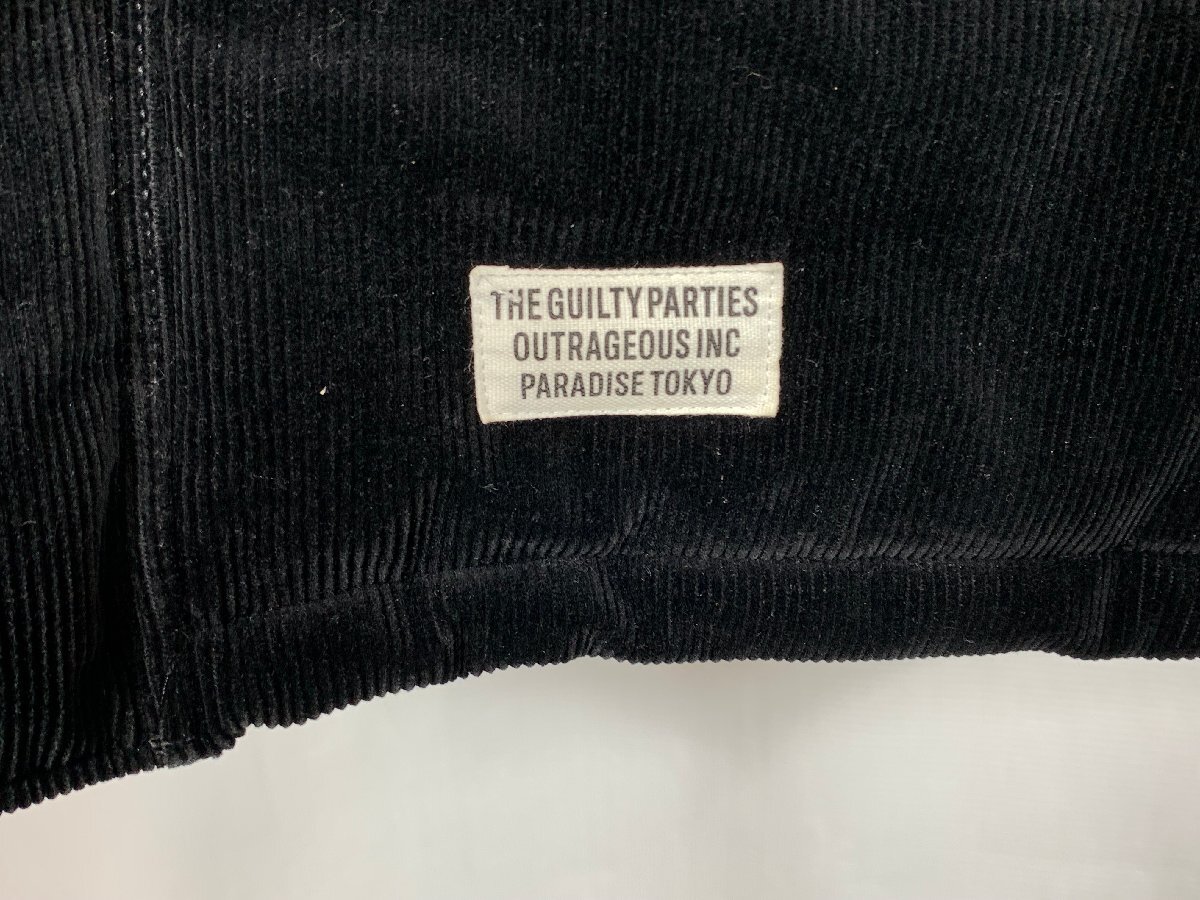 THE GUILTY PARTIES
OUTRAGEOUS INC
PARADISE TOKYO